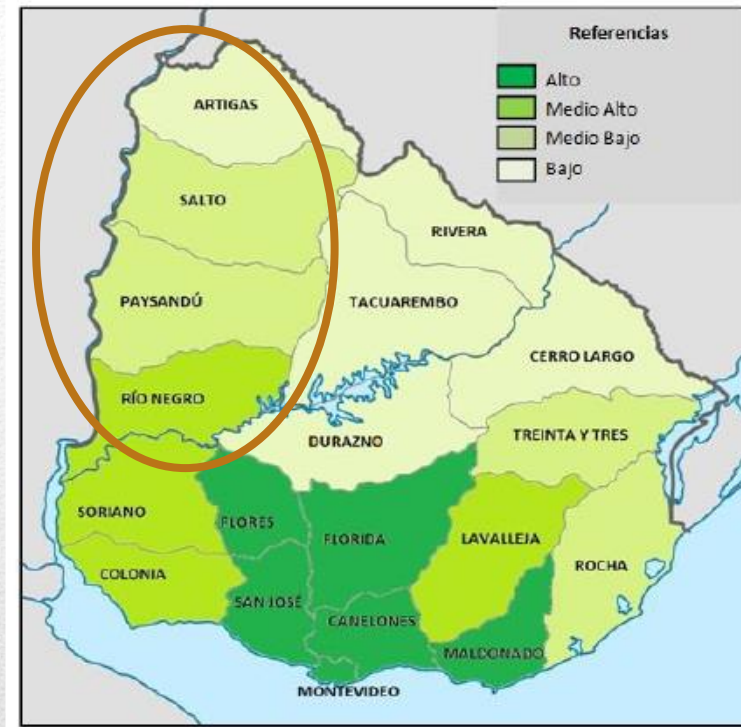 Referencias
Alto
Medio Alto
Medio Bajo
Bajo
ARTIGAS
SALTO
RIVERA
PAYSANDÚ
TACUAREMBO
CERRO LARGO
RÍO NEGRO
DURAZNO
TREINTA Y TRES
SORIANO
FLORES
FLORIDA
LAVALLEJA
ROCHA
COLONIA
SAN JOSÉ
CANELONES
MALDONADO
MONTEVIDEO